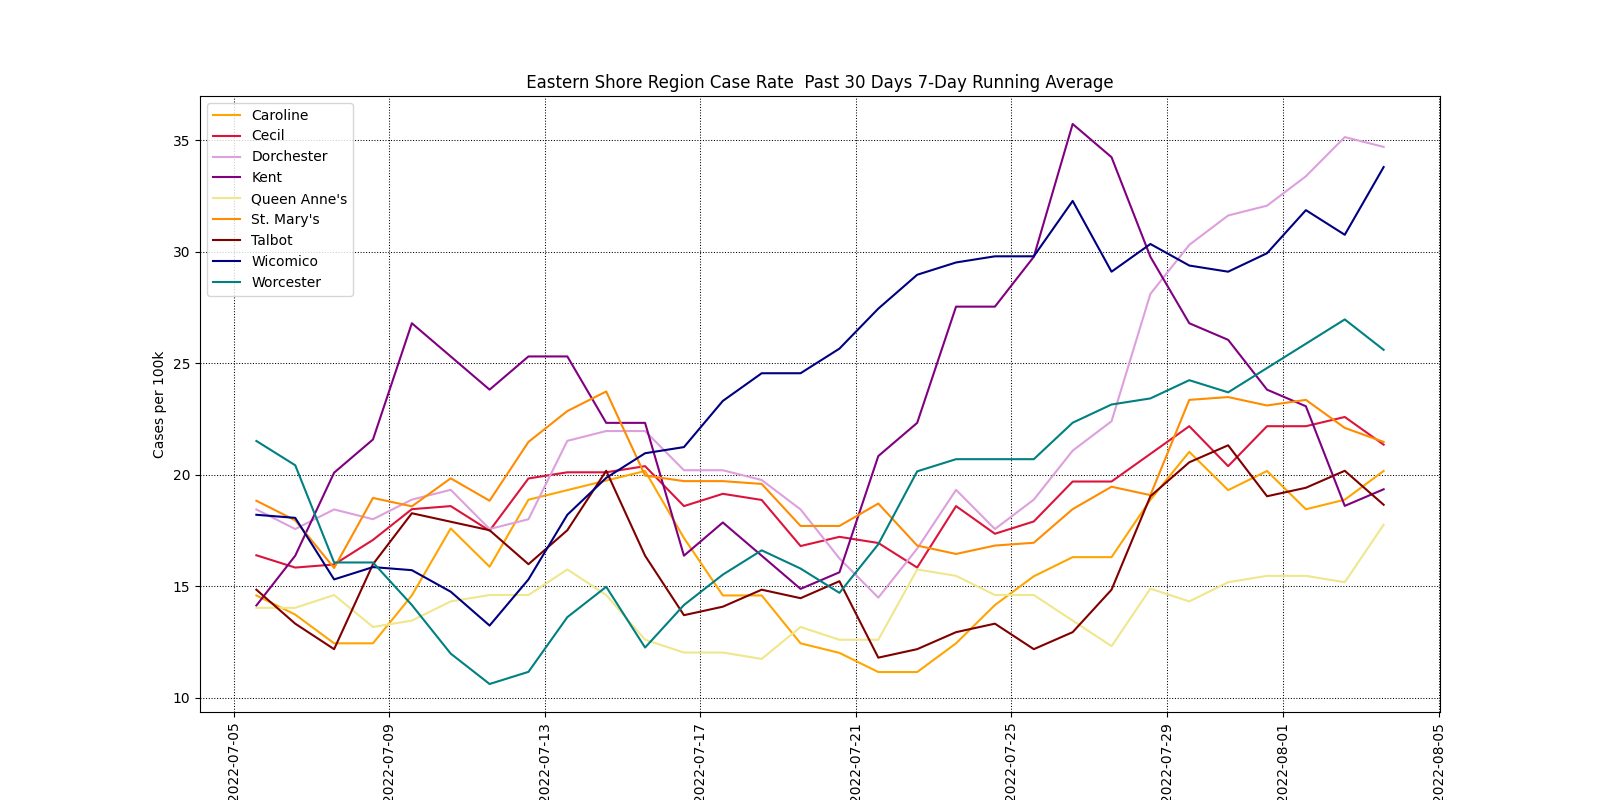 Eastern Shore Region Case Rate  Past 30 Days 7-Day Running Average
Caroline
Cecil
Dorchester
Kent
Queen Anne's
St. Mary's
Talbot
Wicomico
Worcester
Cases per 100k
35
30
25
20
15
10
2022-07-05
2022-07-09
2022-07-13
2022-07-17
2022-07-21
2022-07-25
2022-07-29
2022-08-01
2022-08-05